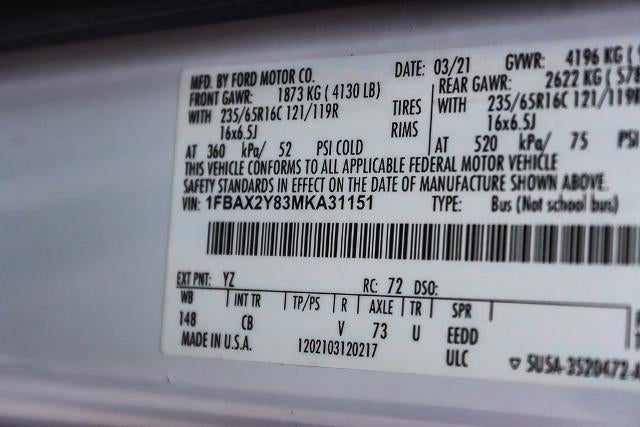 MFD. BY FORD MOTOR CO. DATE: 03/21 GVWR: 4196 KG (
FRONT GAWR: 1873 KG ( 4130 LB) REAR GAWR: 2622 KG ( 578
WITH 235/65R16C 121/119R TIRES WITH 235/65R16C 121/119R
16x6.5J RIMS 16x6.5J
AT 360 kPa/ 52 PSI COLD AT 520 kPa/ 75 PSI
THIS VEHICLE CONFORMS TO ALL APPLICABLE FEDERAL MOTOR VEHICLE
SAFETY STANDARDS IN EFFECT ON THE DATE OF MANUFACTURE SHOWN ABOVE.
VIN: 1FBAX2Y83MKA31151 TYPE: Bus (Not school bus)
EXT PNT: YZ RC: 72 DSO:
WB INT TR TP/PS R AXLE TR SPR
148 CB V 73 U EEDD
MADE IN U.S.A. 1202103120217 ULC ▽ 5U5A-3520472-A